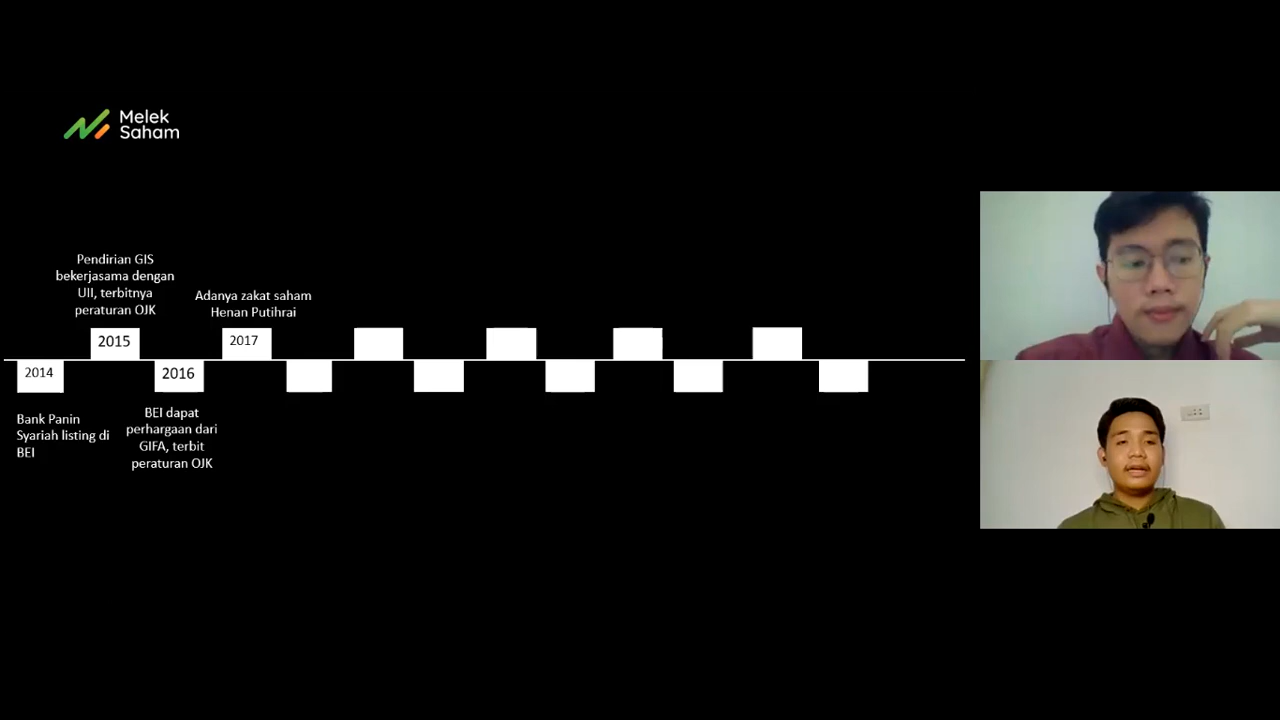 Melek
Saham
Pendirian GIS
bekerjasama dengan
UII, terbitnya
peraturan OJK
Adanya zakat saham
Henan Putihrai
2015
2017
2014
2016
Bank Panin
Syariah listing di
BEI
BEI dapat
perhargaan dari
GIFA, terbit
peraturan OJK